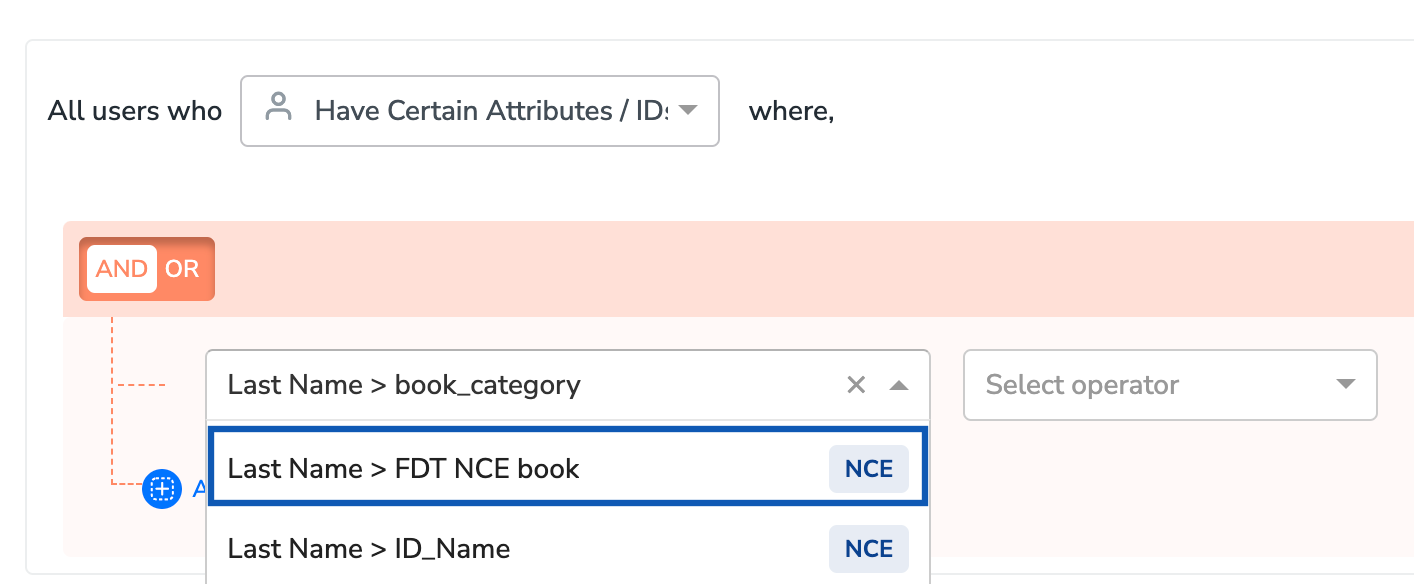 All users who Have Certain Attributes / IDs where,
AND OR
Last Name > book_category Select operator
Last Name > FDT NCE book NCE
A
Last Name > ID_Name NCE